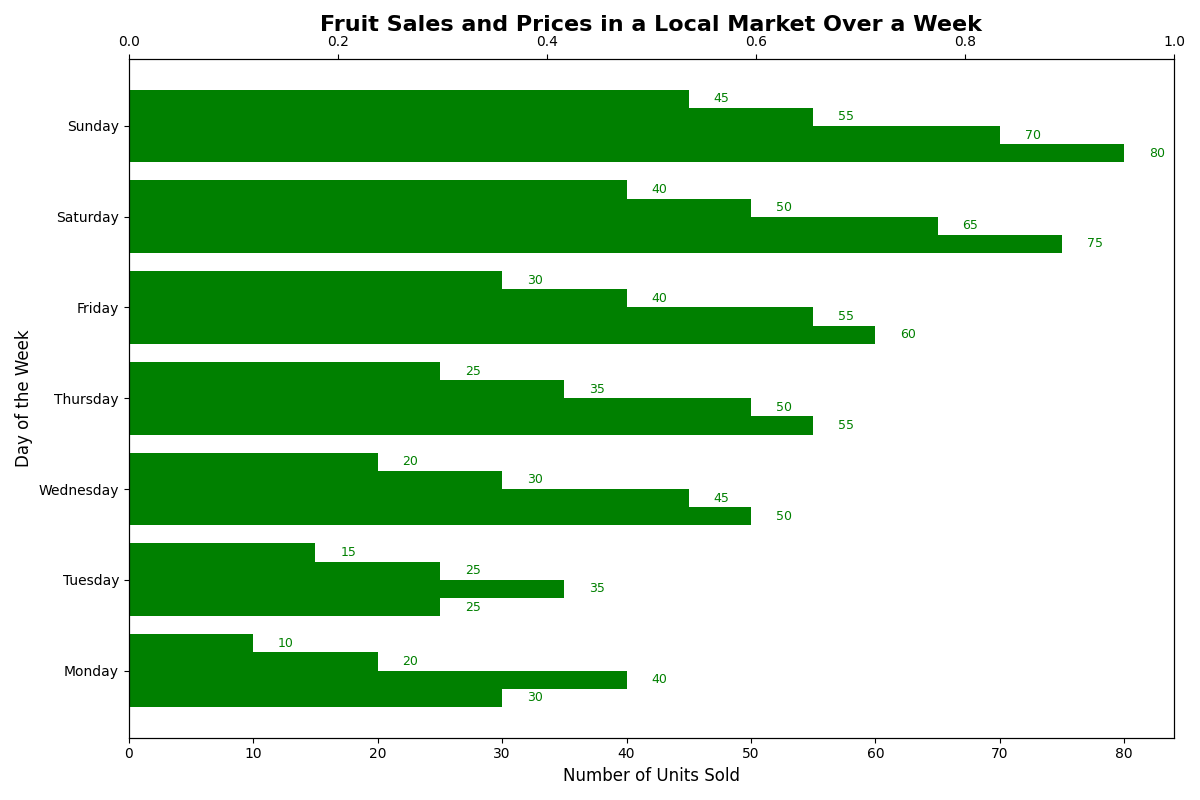 Fruit Sales and Prices in a Local Market Over a Week
0.0 0.2 0.4 0.6 0.8 1.0
45
55
Sunday
70
80
40
50
Saturday
65
75
30
40
Friday
55
60
25
35
Thursday
50
55
20
30
Wednesday
45
50
15
25
Tuesday
35
25
10
20
Monday
40
30
Day of the Week
0 10 20 30 40 50 60 70 80
Number of Units Sold